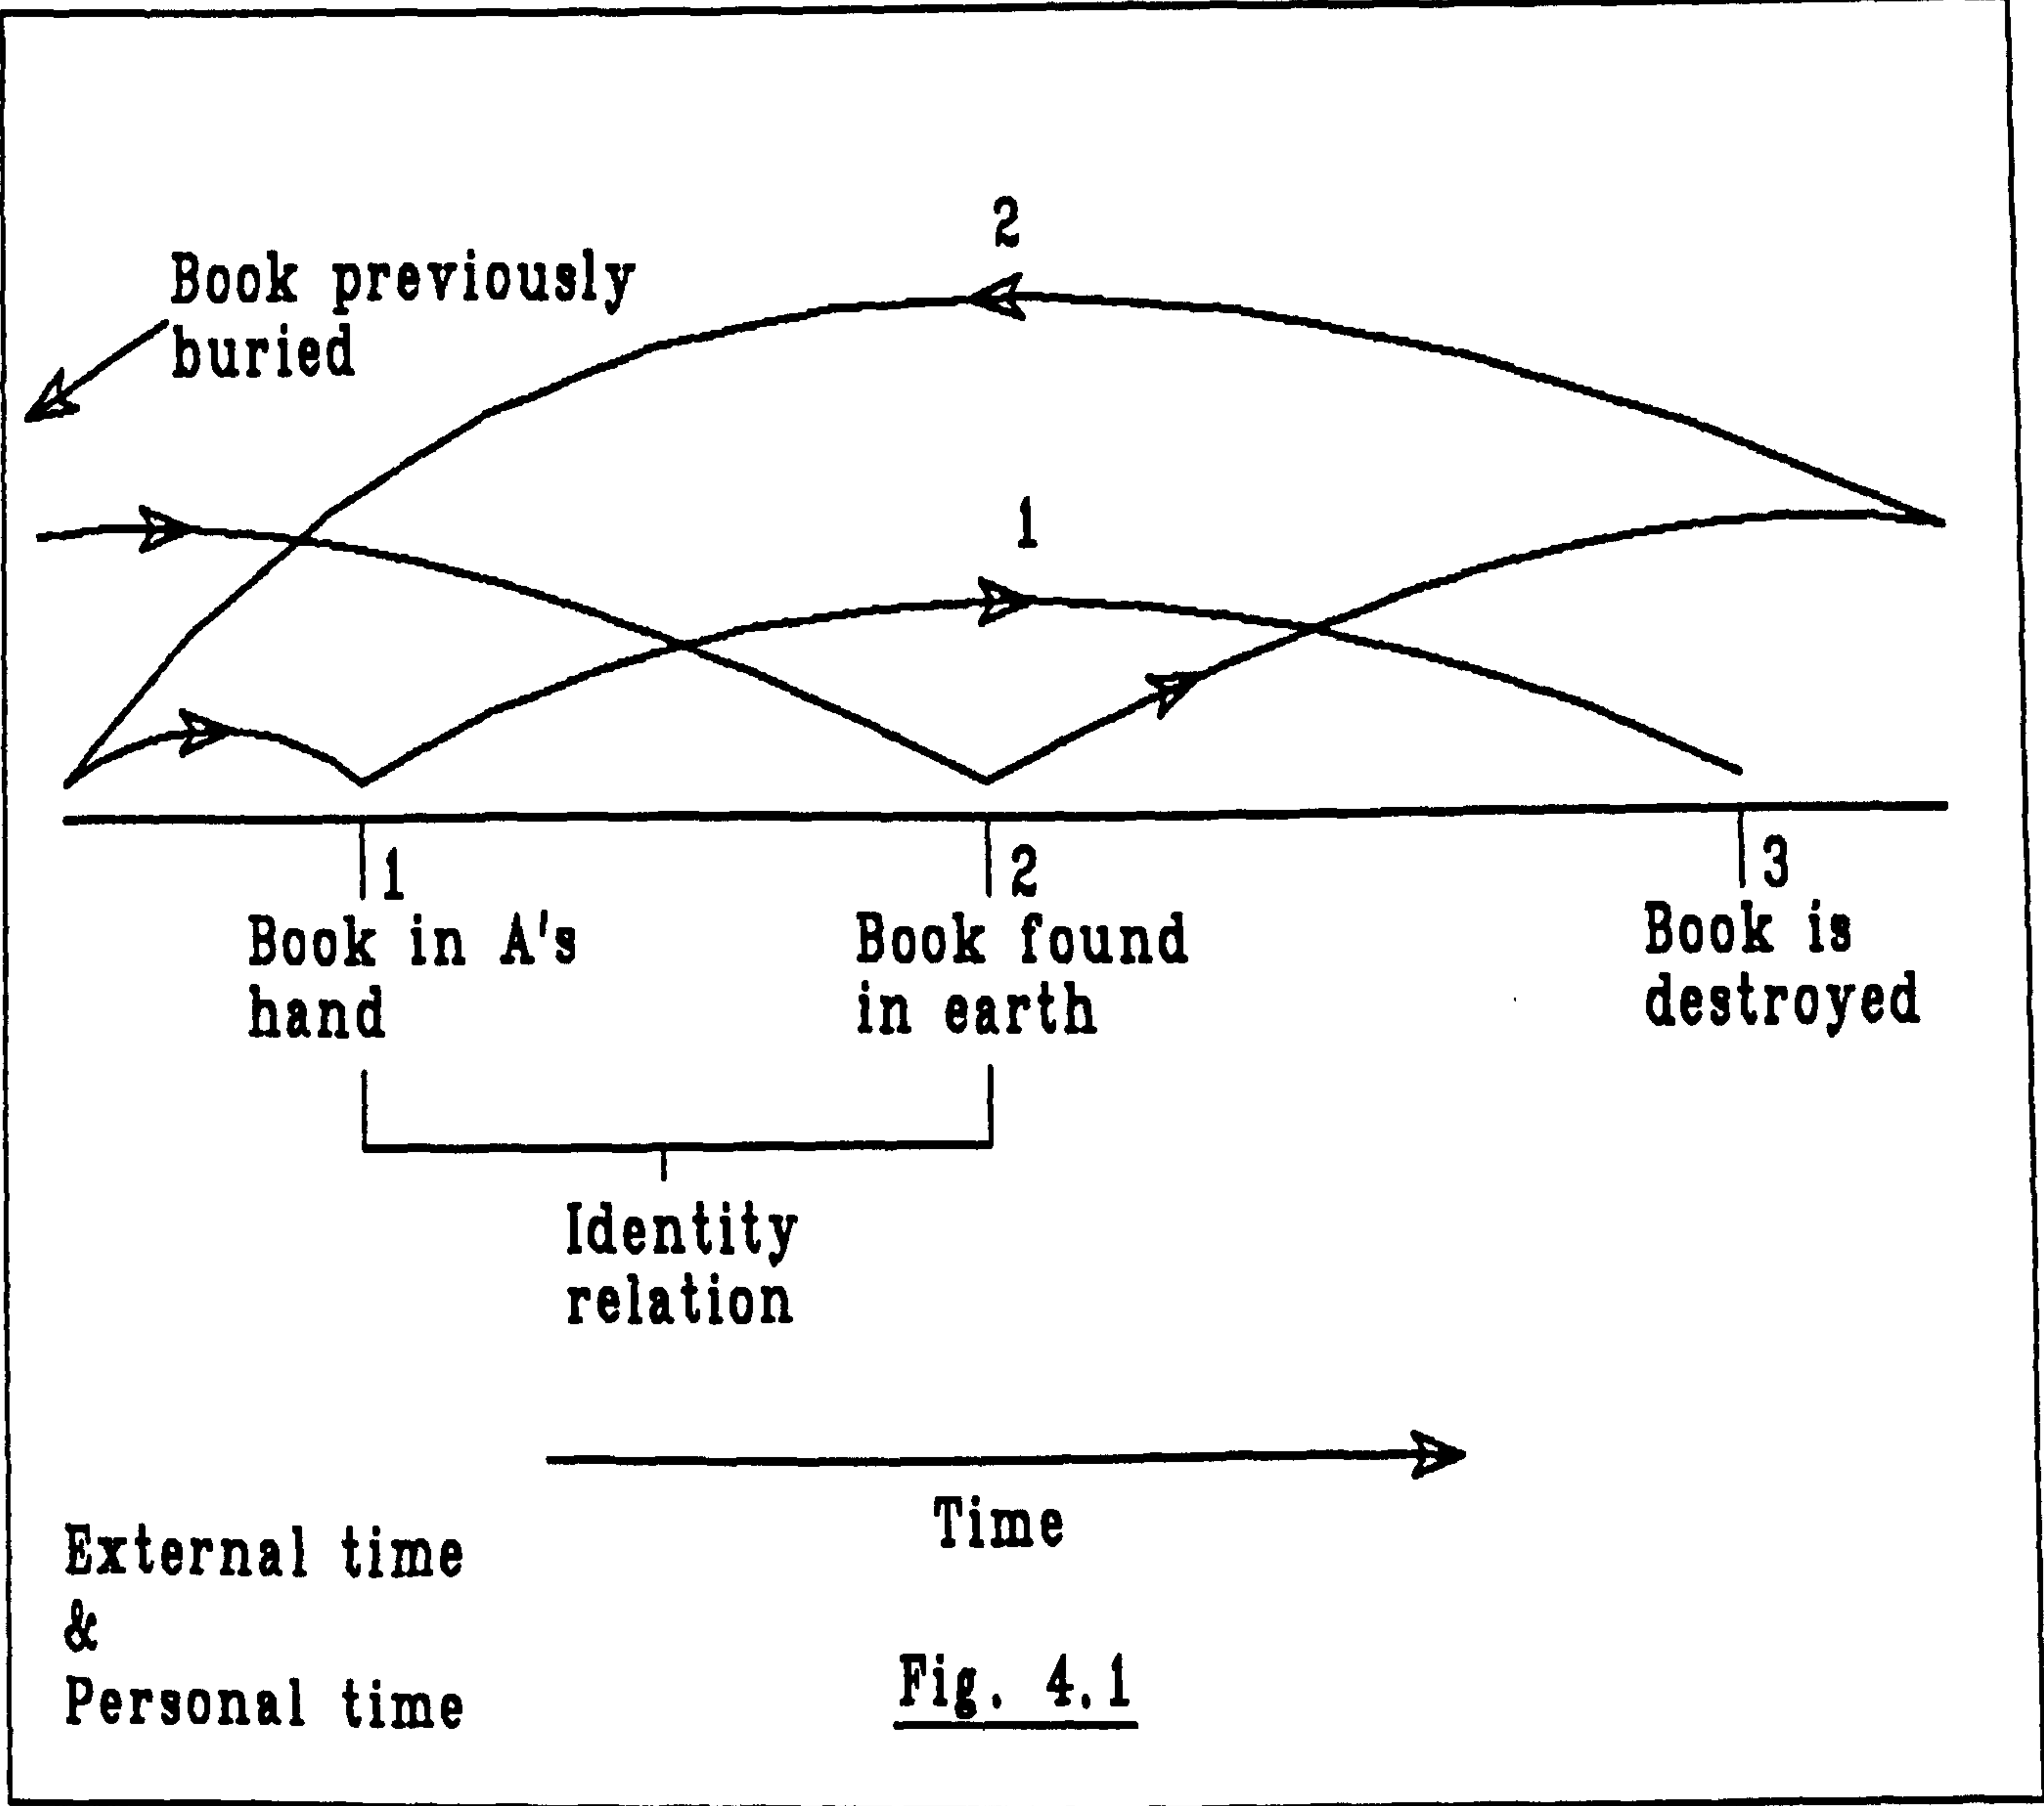 2
Book previously
buried
1
1
2
3
Book in A's
hand
Book found
in earth
Book is
destroyed
Identity
relation
Time
External time
&
Personal time
Fig. 4.1